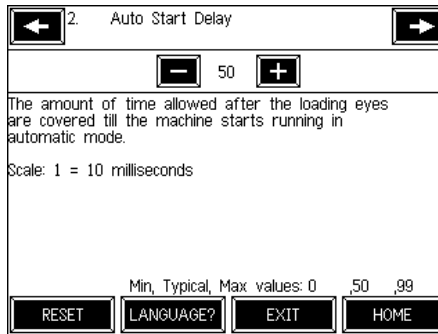 2. Auto Start Delay
50
The amount of time allowed after the loading eyes
are covered till the machine starts running in
automatic mode.
Scale: 1 = 10 milliseconds
Min, Typical, Max values: 0 ,50 ,99
RESET LANGUAGE? EXIT HOME